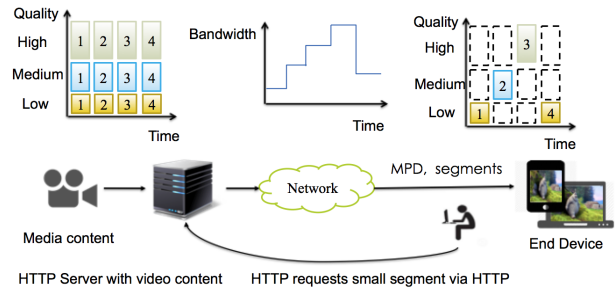 Quality
High
1 2 3 4
Medium
1 2 3 4
Low
1 2 3 4
Time
Bandwidth
Time
Quality
High
3
Medium
2
Low
1
4
Time
Media content
Network
MPD, segments
End Device
HTTP Server with video content
HTTP requests small segment via HTTP